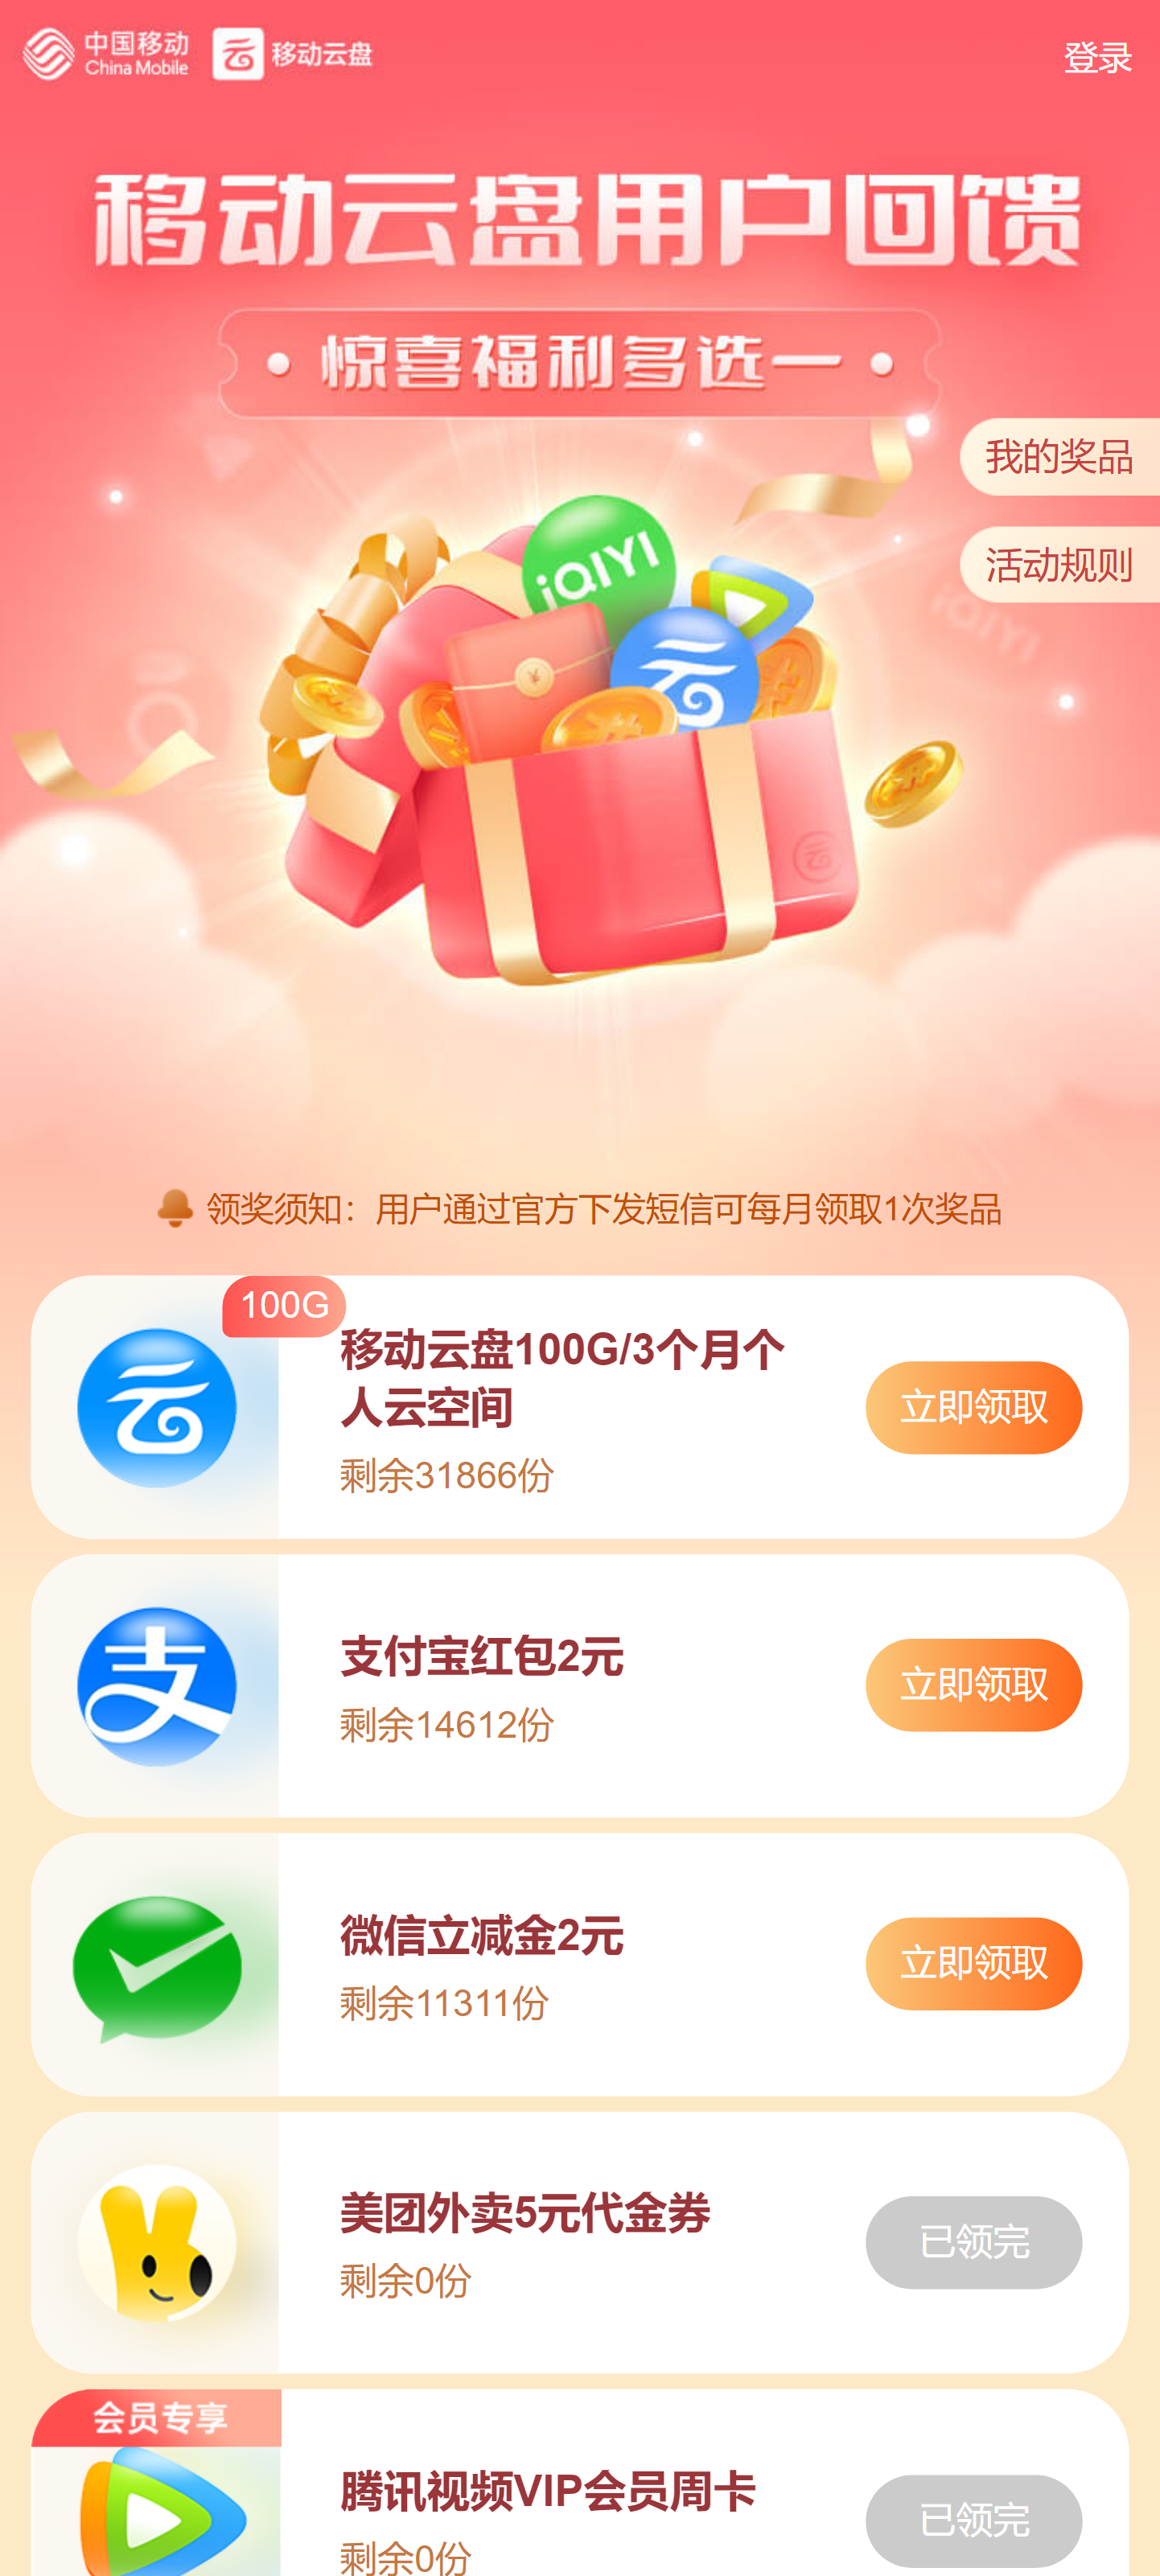 中国移动
China Mobile
云
移动云盘
登录
移动云盘用户回馈
惊喜福利多选一
我的奖品
活动规则
iQIYI
云
iQIYI
云
领奖须知：用户通过官方下发短信可每月领取1次奖品
100G
云
移动云盘100G/3个月个
人云空间
剩余31866份
立即领取
支
支付宝红包2元
剩余14612份
立即领取
微信立减金2元
剩余11311份
立即领取
美团外卖5元代金券
剩余0份
已领完
会员专享
腾讯视频VIP会员周卡
剩余0份
已领完